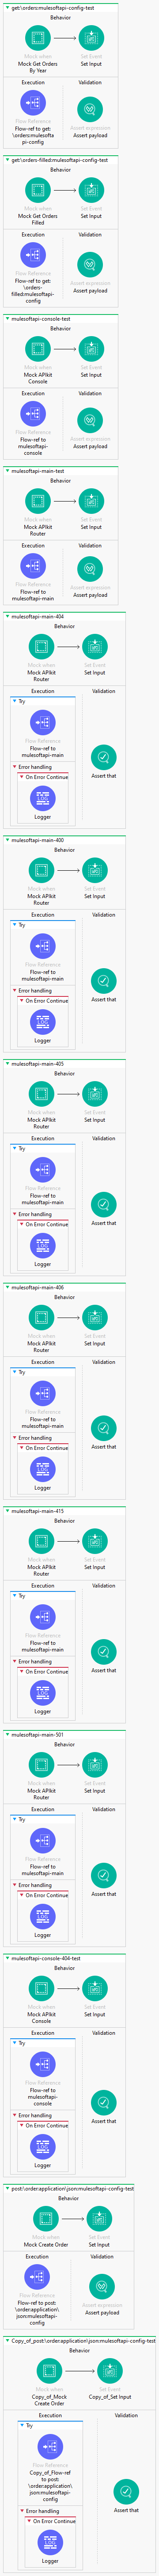 get:\orders:mulesoftapi-config-test
Behavior
Mock when
Mock Get Orders
By Year
Set Event
Set Input
Execution
Validation
Flow Reference
Flow-ref to get:
\orders:mulesofta
pi-config
Assert expression
Assert payload
get:\orders-filled:mulesoftapi-config-test
Behavior
Mock when
Mock Get Orders
Filled
Set Event
Set Input
Execution
Validation
Flow Reference
Flow-ref to get:
\orders-
filled:mulesoftapi
-config
Assert expression
Assert payload
mulesoftapi-console-test
Behavior
Mock when
Mock APIkit
Console
Set Event
Set Input
Execution
Validation
Flow Reference
Flow-ref to
mulesoftapi-
console
Assert expression
Assert payload
mulesoftapi-main-test
Behavior
Mock when
Mock APIkit
Router
Set Event
Set Input
Execution
Validation
Flow Reference
Flow-ref to
mulesoftapi-main
Assert expression
Assert payload
mulesoftapi-main-404
Behavior
Mock when
Mock APIkit
Router
Set Event
Set Input
Execution
Validation
Try
Flow Reference
Flow-ref to
mulesoftapi-main
Error handling
On Error Continue
LOG
Logger
Assert that
mulesoftapi-main-400
Behavior
Mock when
Mock APIkit
Router
Set Event
Set Input
Execution
Validation
Try
Flow Reference
Flow-ref to
mulesoftapi-main
Error handling
On Error Continue
LOG
Logger
Assert that
mulesoftapi-main-405
Behavior
Mock when
Mock APIkit
Router
Set Event
Set Input
Execution
Validation
Try
Flow Reference
Flow-ref to
mulesoftapi-main
Error handling
On Error Continue
LOG
Logger
Assert that
mulesoftapi-main-406
Behavior
Mock when
Mock APIkit
Router
Set Event
Set Input
Execution
Validation
Try
Flow Reference
Flow-ref to
mulesoftapi-main
Error handling
On Error Continue
LOG
Logger
Assert that
mulesoftapi-main-415
Behavior
Mock when
Mock APIkit
Router
Set Event
Set Input
Execution
Validation
Try
Flow Reference
Flow-ref to
mulesoftapi-main
Error handling
On Error Continue
LOG
Logger
Assert that
mulesoftapi-main-501
Behavior
Mock when
Mock APIkit
Router
Set Event
Set Input
Execution
Validation
Try
Flow Reference
Flow-ref to
mulesoftapi-main
Error handling
On Error Continue
LOG
Logger
Assert that
mulesoftapi-console-404-test
Behavior
Mock when
Mock APIkit
Console
Set Event
Set Input
Execution
Validation
Try
Flow Reference
Flow-ref to
mulesoftapi-
console
Error handling
On Error Continue
LOG
Logger
Assert that
post:\order:application\json:mulesoftapi-config-test
Behavior
Mock when
Mock Create Order
Set Event
Set Input
Execution
Validation
Flow Reference
Flow-ref to post:
\order:application\
json:mulesoftapi-
config
Assert expression
Assert payload
Copy_of_post:\order:application\json:mulesoftapi-config-test
Behavior
Mock when
Copy_of_Mock
Create Order
Set Event
Copy_of_Set Input
Execution
Validation
Try
Flow Reference
Copy_of_Flow-ref
to post:
\order:application\
json:mulesoftapi-
config
Error handling
On Error Continue
LOG
Logger
Assert that